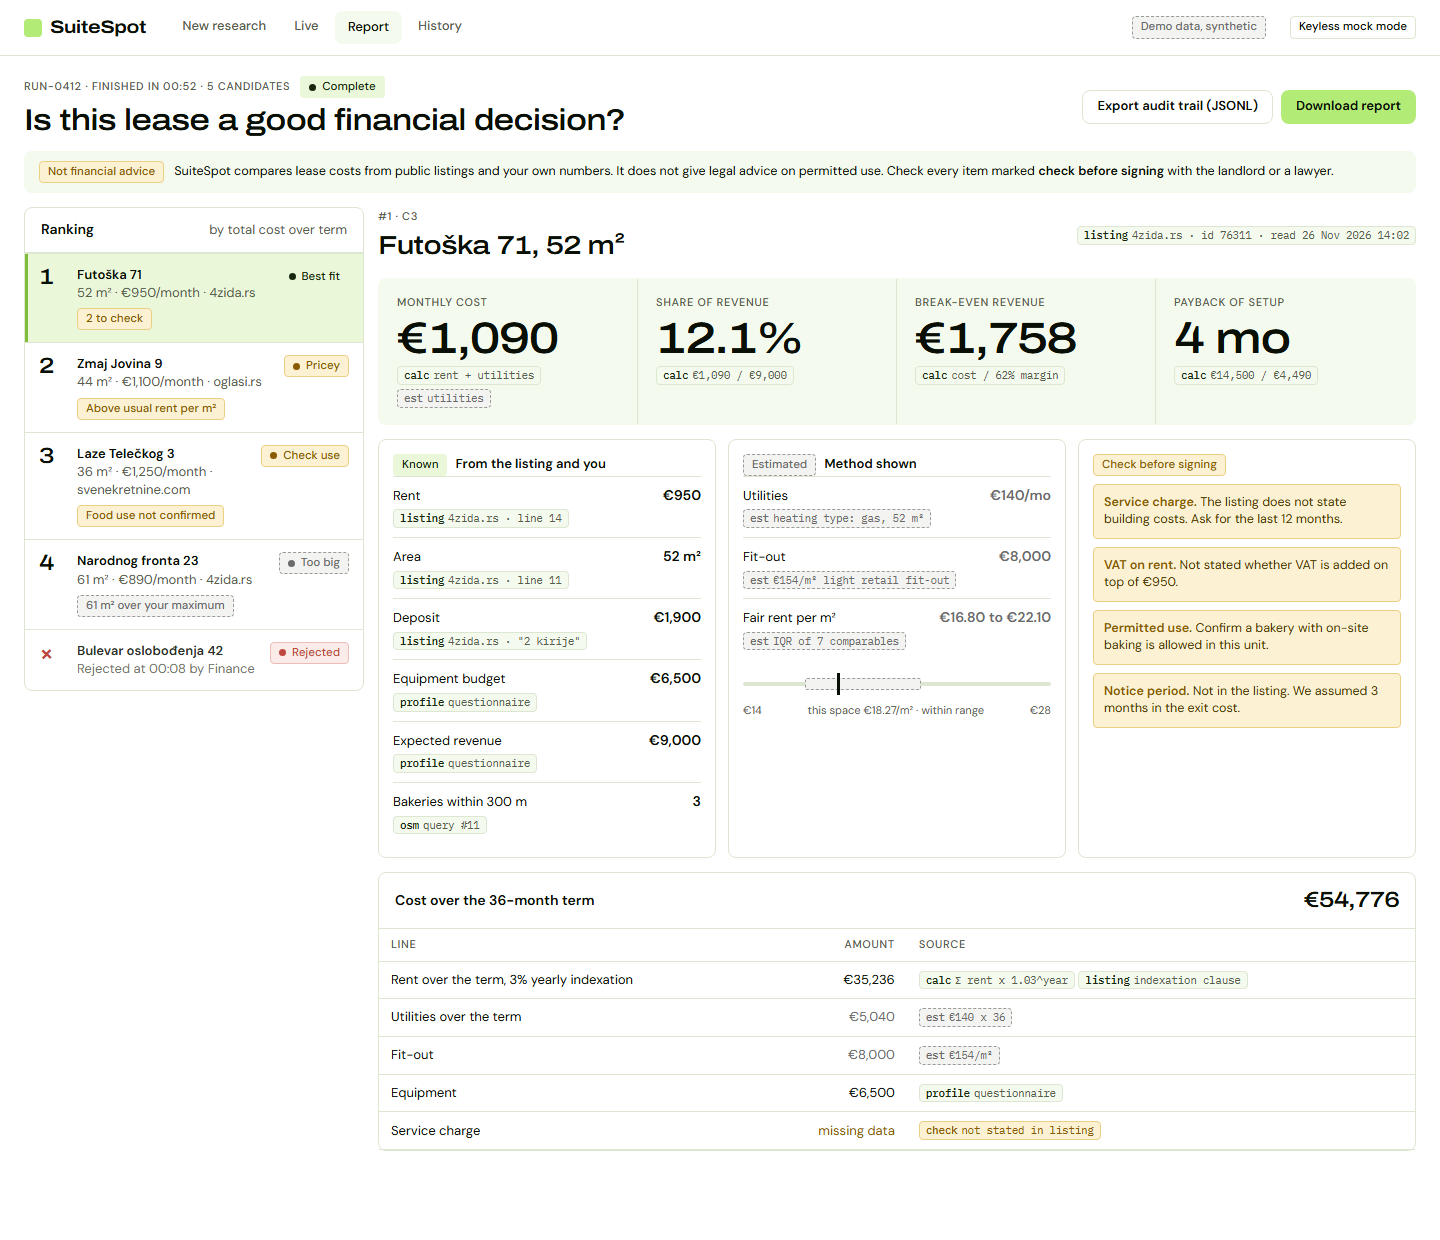 SuiteSpot
New research
Live
Report
History
Demo data, synthetic
Keyless mock mode
RUN-0412 · FINISHED IN 00:52 · 5 CANDIDATES
Complete
Is this lease a good financial decision?
Export audit trail (JSONL)
Download report
Not financial advice
SuiteSpot compares lease costs from public listings and your own numbers. It does not give legal advice on permitted use. Check every item marked check before signing with the landlord or a lawyer.
Ranking
by total cost over term
1
Futoška 71
Best fit
52 m² · €950/month · 4zida.rs
2 to check
2
Zmaj Jovina 9
Pricey
44 m² · €1,100/month · oglasi.rs
Above usual rent per m²
3
Laze Telečkog 3
Check use
36 m² · €1,250/month ·
svenekretnine.com
Food use not confirmed
4
Narodnog fronta 23
Too big
61 m² · €890/month · 4zida.rs
61 m² over your maximum
×
Bulevar oslobođenja 42
Rejected
Rejected at 00:08 by Finance
#1 · C3
Futoška 71, 52 m²
listing 4zida.rs · id 76311 · read 26 Nov 2026 14:02
MONTHLY COST
€1,090
calc rent + utilities
est utilities
SHARE OF REVENUE
12.1%
calc €1,090 / €9,000
BREAK-EVEN REVENUE
€1,758
calc cost / 62% margin
PAYBACK OF SETUP
4 mo
calc €14,500 / €4,490
Known
From the listing and you
Rent
€950
listing 4zida.rs · line 14
Area
52 m²
listing 4zida.rs · line 11
Deposit
€1,900
listing 4zida.rs · "2 kirije"
Equipment budget
€6,500
profile questionnaire
Expected revenue
€9,000
profile questionnaire
Bakeries within 300 m
3
osm query #11
Estimated
Method shown
Utilities
€140/mo
est heating type: gas, 52 m²
Fit-out
€8,000
est €154/m² light retail fit-out
Fair rent per m²
€16.80 to €22.10
est IQR of 7 comparables
€14
this space €18.27/m² · within range
€28
Check before signing
Service charge. The listing does not state
building costs. Ask for the last 12 months.
VAT on rent. Not stated whether VAT is added on
top of €950.
Permitted use. Confirm a bakery with on-site
baking is allowed in this unit.
Notice period. Not in the listing. We assumed 3
months in the exit cost.
Cost over the 36-month term
€54,776
LINE
AMOUNT
SOURCE
Rent over the term, 3% yearly indexation
€35,236
calc Σ rent x 1.03^year
listing indexation clause
Utilities over the term
€5,040
est €140 x 36
Fit-out
€8,000
est €154/m²
Equipment
€6,500
profile questionnaire
Service charge
missing data
check not stated in listing